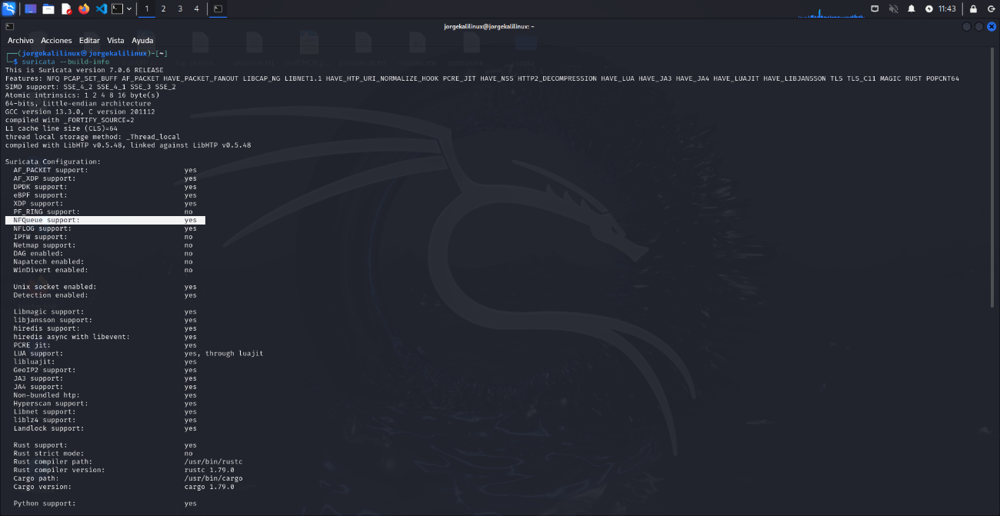 1 2 3 4 11:43
jorgekalilinux@jorgekalilinux: ~
Archivo Acciones Editar Vista Ayuda
┌──(jorgekalilinux㉿jorgekalilinux)-[~]
└─$ suricata --build-info
This is Suricata version 7.0.6 RELEASE
Features: NFQ PCAP_SET_BUFF AF_PACKET HAVE_PACKET_FANOUT LIBCAP_NG LIBNET1.1 HAVE_HTP_URI_NORMALIZE_HOOK PCRE_JIT HAVE_NSS HTTP2_DECOMPRESSION HAVE_LUA HAVE_JA3 HAVE_JA4 HAVE_LUAJIT HAVE_LIBJANSSON TLS TLS_C11 MAGIC RUST POPCNT64
SIMD support: SSE_4_2 SSE_4_1 SSE_3 SSE_2
Atomic intrinsics: 1 2 4 8 16 byte(s)
64-bits, Little-endian architecture
GCC version 13.3.0, C version 201112
compiled with _FORTIFY_SOURCE=2
L1 cache line size (CLS)=64
thread local storage method: _Thread_local
compiled with LibHTP v0.5.48, linked against LibHTP v0.5.48
Suricata Configuration:
AF_PACKET support: yes
AF_XDP support: yes
DPDK support: yes
eBPF support: yes
XDP support: yes
PF_RING support: no
NFQueue support: yes
NFLOG support: yes
IPFW support: no
Netmap support: no
DAG enabled: no
Napatech enabled: no
WinDivert enabled: no
Unix socket enabled: yes
Detection enabled: yes
Libmagic support: yes
libjansson support: yes
hiredis support: yes
hiredis async with libevent: yes
PCRE jit: yes
LUA support: yes, through luajit
libluajit: yes
GeoIP2 support: yes
JA3 support: yes
JA4 support: yes
Non-bundled htp: yes
Hyperscan support: yes
Libnet support: yes
liblz4 support: yes
Landlock support: yes
Rust support: yes
Rust strict mode: no
Rust compiler path: /usr/bin/rustc
Rust compiler version: rustc 1.79.0
Cargo path: /usr/bin/cargo
Cargo version: cargo 1.79.0
Python support: yes